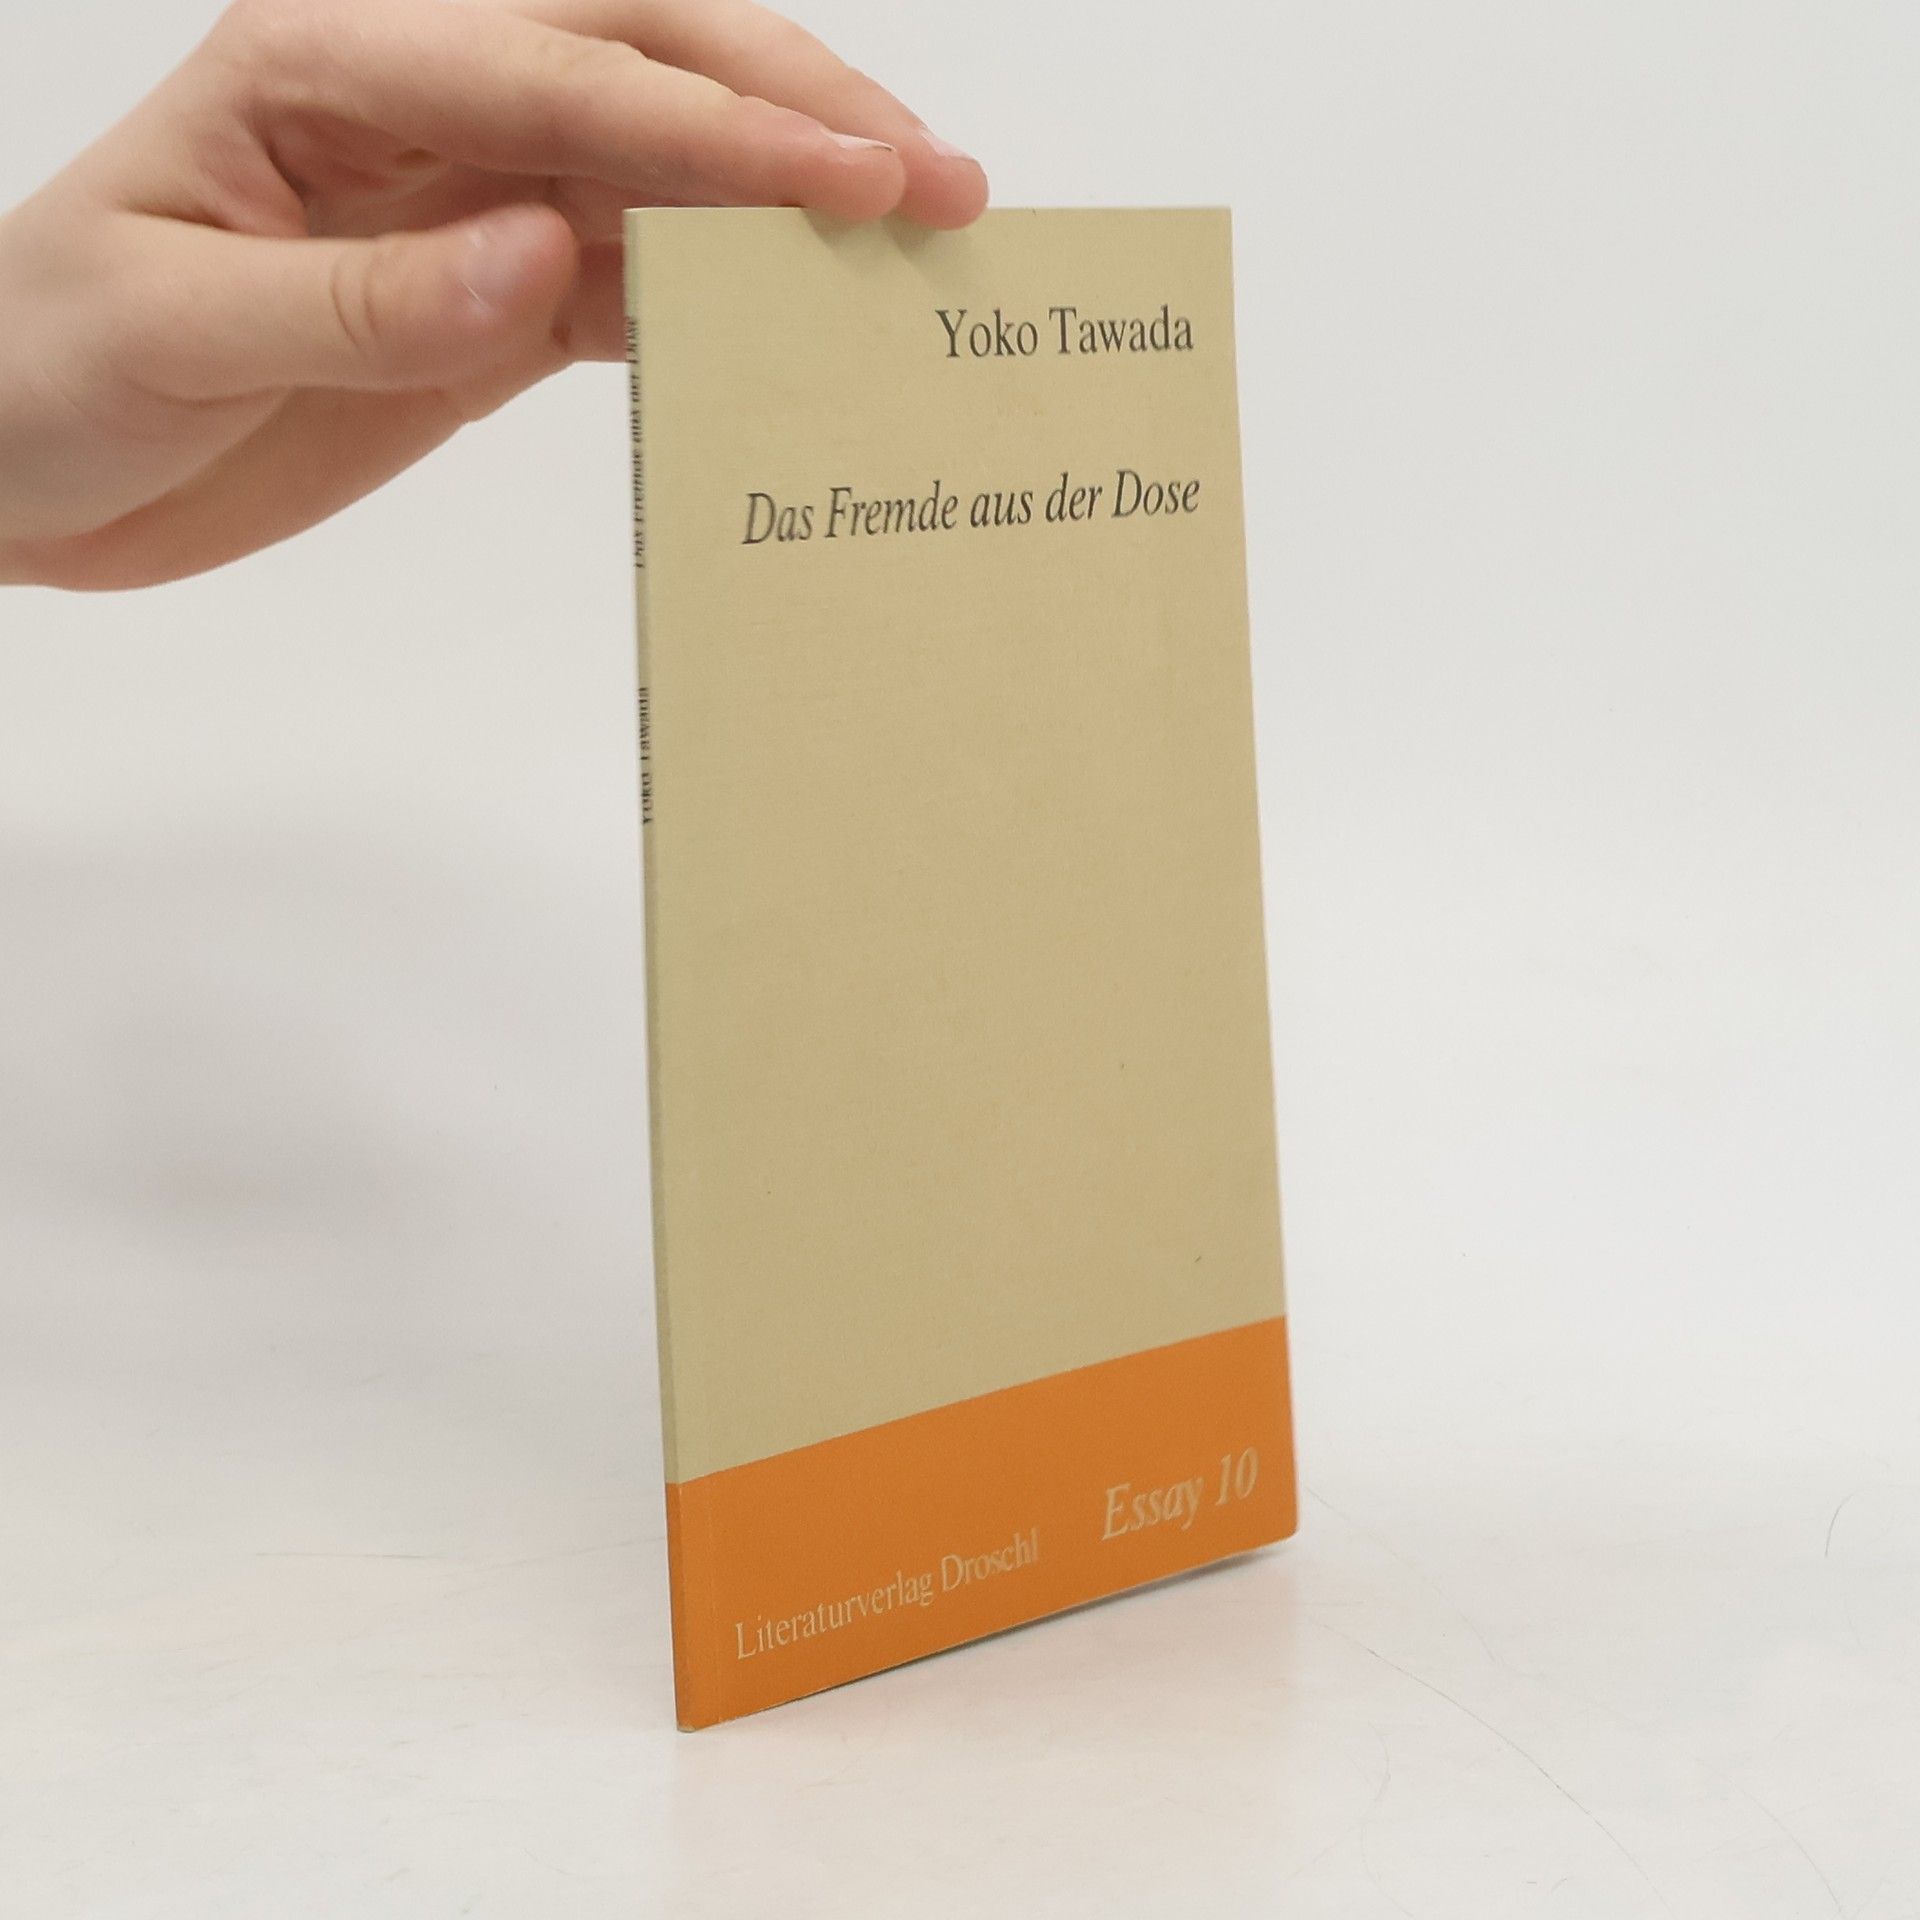 Yoko Tawada
Das Fremde aus der Dose
Literaturverlag Droschl
Essay 10
Yoko Tawada
Das Fremde aus der Dose